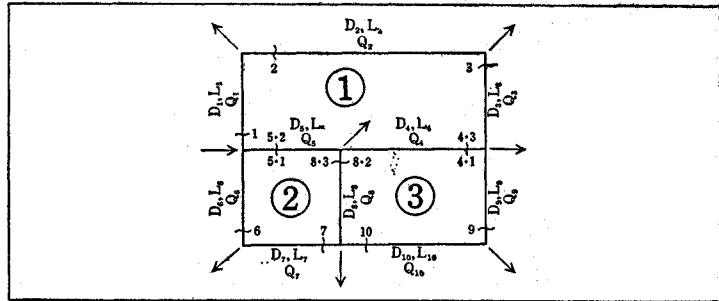 D₂, L₂
Q₂
2
3
①
D₁, L₁
Q₁
D₃, L₃
Q₃
1
D₅, L
Q₅
5•2
5•1
D₄, L₄
Q₄
4•3
4•1
8•3
8•2
②
③
D₆, L₆
Q₆
D₈, L₈
Q₈
D₉, L₉
Q₉
6
7
10
9
D₇, L₇
Q₇
D₁₀, L₁₀
Q₁₀